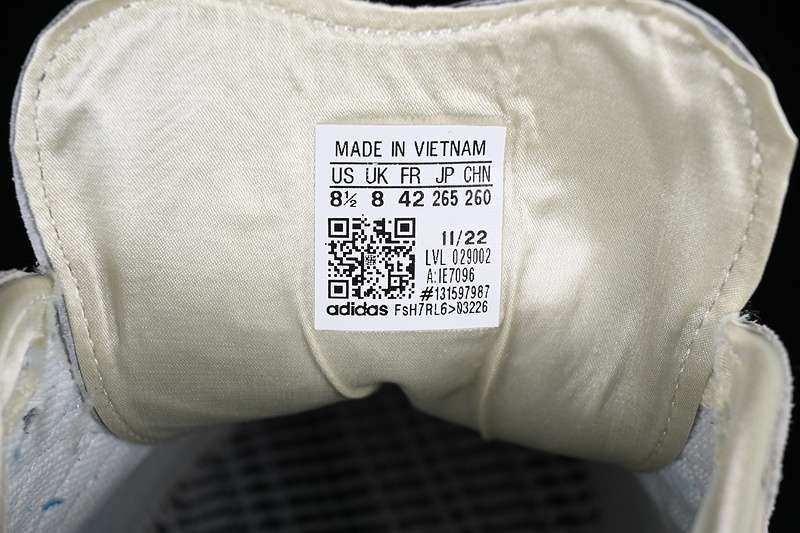 MADE IN VIETNAM
US UK FR JP CHN
8½ 8 42 265 260
11/22
LVL 029002
A:IE7096
#131597987
adidas FsH7RL6>03226